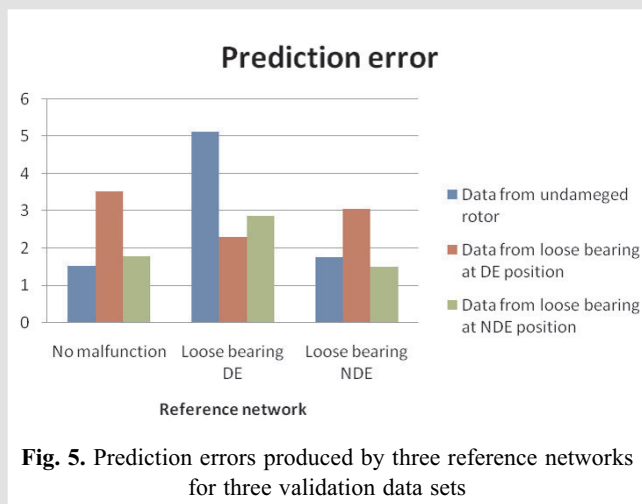 Prediction error
6
5
4
3
2
1
0
No malfunction
Loose bearing
DE
Loose bearing
NDE
Reference network
Data from undameged
rotor
Data from loose bearing
at DE position
Data from loose bearing
at NDE position
Fig. 5. Prediction errors produced by three reference networks
for three validation data sets